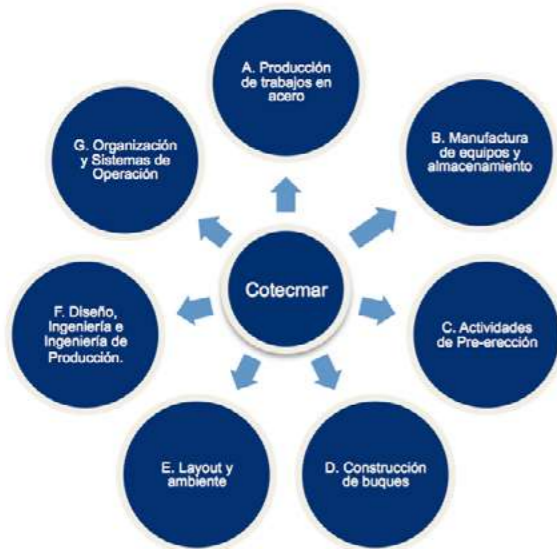 A. Producción
de trabajos en
acero
B. Manufactura
de equipos y
almacenamiento
C. Actividades
de Pre-erección
D. Construcción
de buques
E. Layout y
ambiente
F. Diseño,
Ingeniería e
Ingeniería de
Producción.
G. Organización
y Sistemas de
Operación
Cotecmar